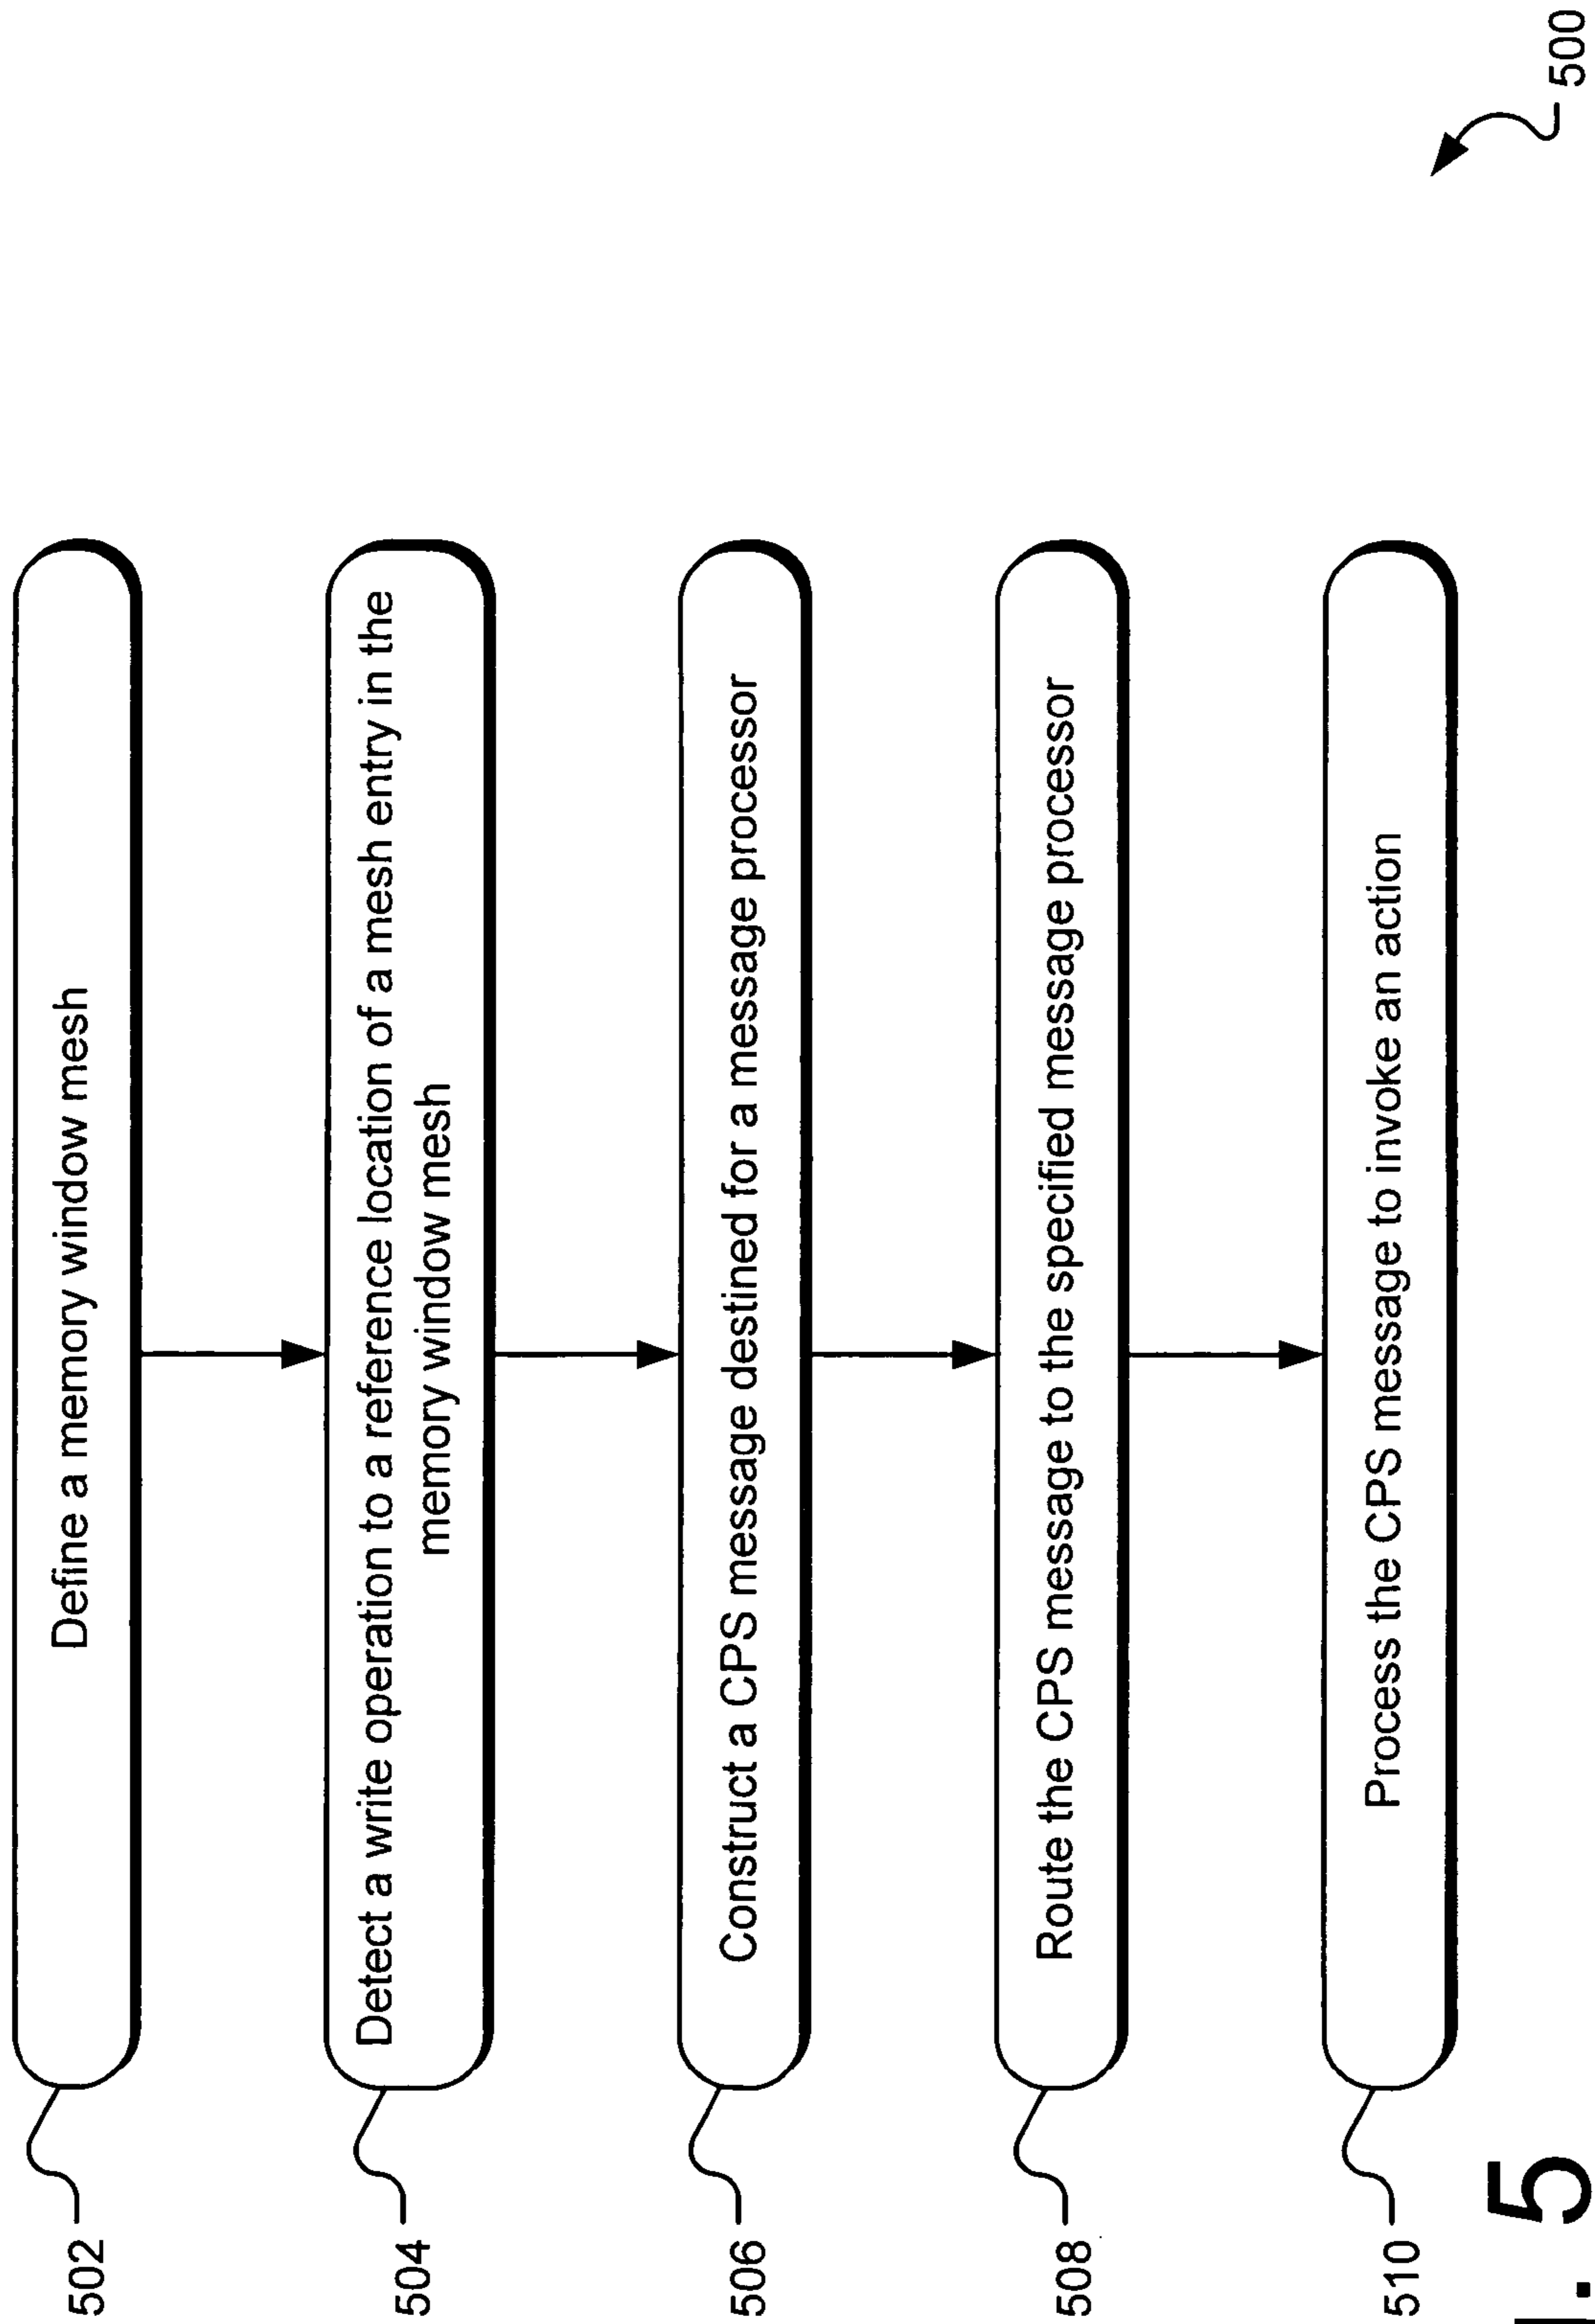 502
Define a memory window mesh
504
Detect a write operation to a reference location of a mesh entry in the
memory window mesh
506
Construct a CPS message destined for a message processor
508
Route the CPS message to the specified message processor
510
Process the CPS message to invoke an action
5
500